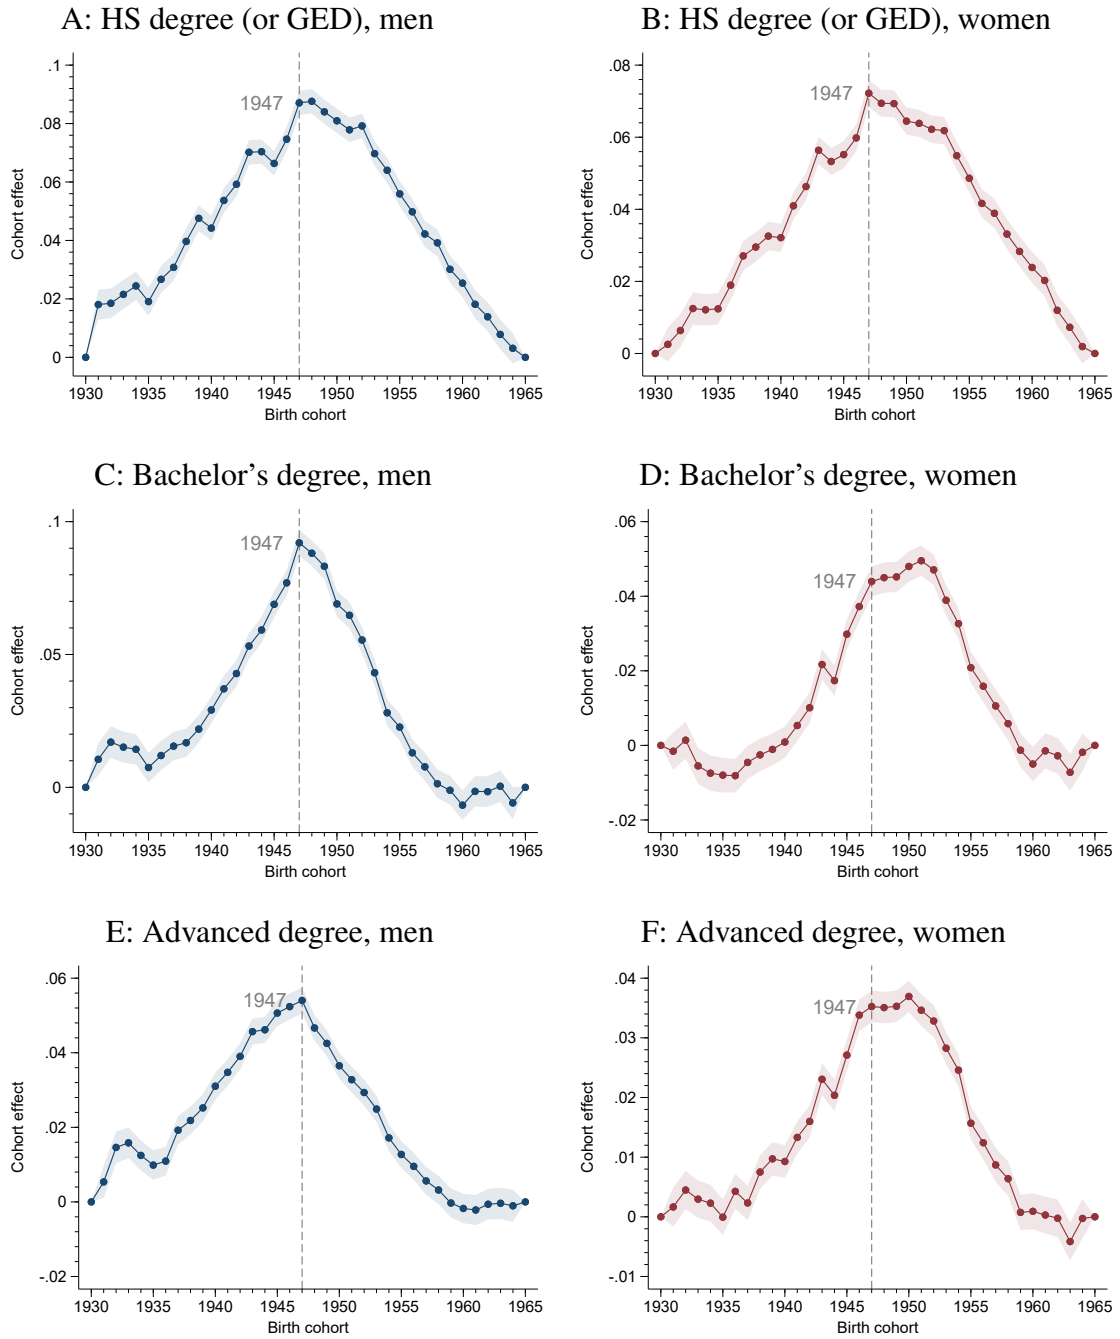 A: HS degree (or GED), men
.1
.08
.06
.04
.02
0
Cohort effect
1947
1930 1935 1940 1945 1950 1955 1960 1965
Birth cohort
B: HS degree (or GED), women
.08
.06
.04
.02
0
Cohort effect
1947
1930 1935 1940 1945 1950 1955 1960 1965
Birth cohort
C: Bachelor’s degree, men
.1
.05
0
Cohort effect
1947
1930 1935 1940 1945 1950 1955 1960 1965
Birth cohort
D: Bachelor’s degree, women
.06
.04
.02
0
-.02
Cohort effect
1947
1930 1935 1940 1945 1950 1955 1960 1965
Birth cohort
E: Advanced degree, men
.06
.04
.02
0
-.02
Cohort effect
1947
1930 1935 1940 1945 1950 1955 1960 1965
Birth cohort
F: Advanced degree, women
.04
.03
.02
.01
0
-.01
Cohort effect
1947
1930 1935 1940 1945 1950 1955 1960 1965
Birth cohort